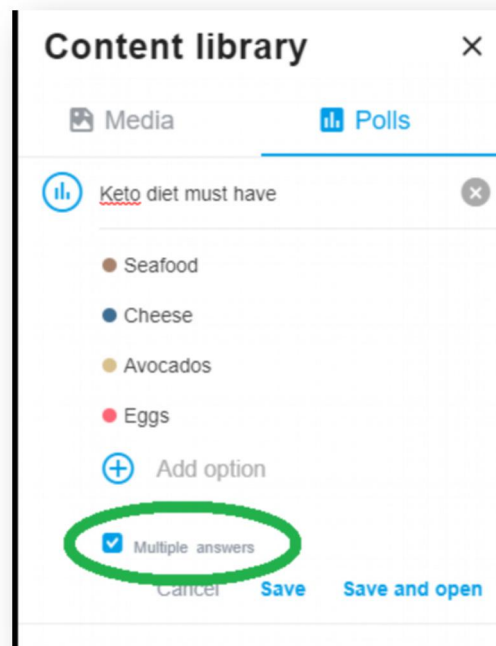 Content library
Media Polls
Keto diet must have
Seafood
Cheese
Avocados
Eggs
Add option
Multiple answers
Cancel Save Save and open